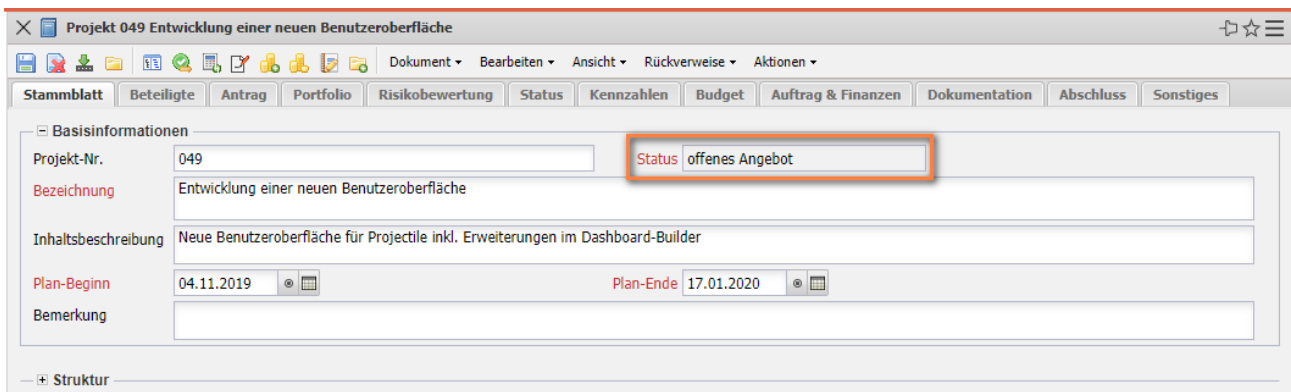 Projekt 049 Entwicklung einer neuen Benutzeroberfläche
Dokument Bearbeiten Ansicht Rückverweise Aktionen
Stammblatt Beteiligte Antrag Portfolio Risikobewertung Status Kennzahlen Budget Auftrag & Finanzen Dokumentation Abschluss Sonstiges
Basisinformationen
Projekt-Nr. 049 Status offenes Angebot
Bezeichnung Entwicklung einer neuen Benutzeroberfläche
Inhaltsbeschreibung Neue Benutzeroberfläche für Projectile inkl. Erweiterungen im Dashboard-Builder
Plan-Beginn 04.11.2019 Plan-Ende 17.01.2020
Bemerkung
Struktur